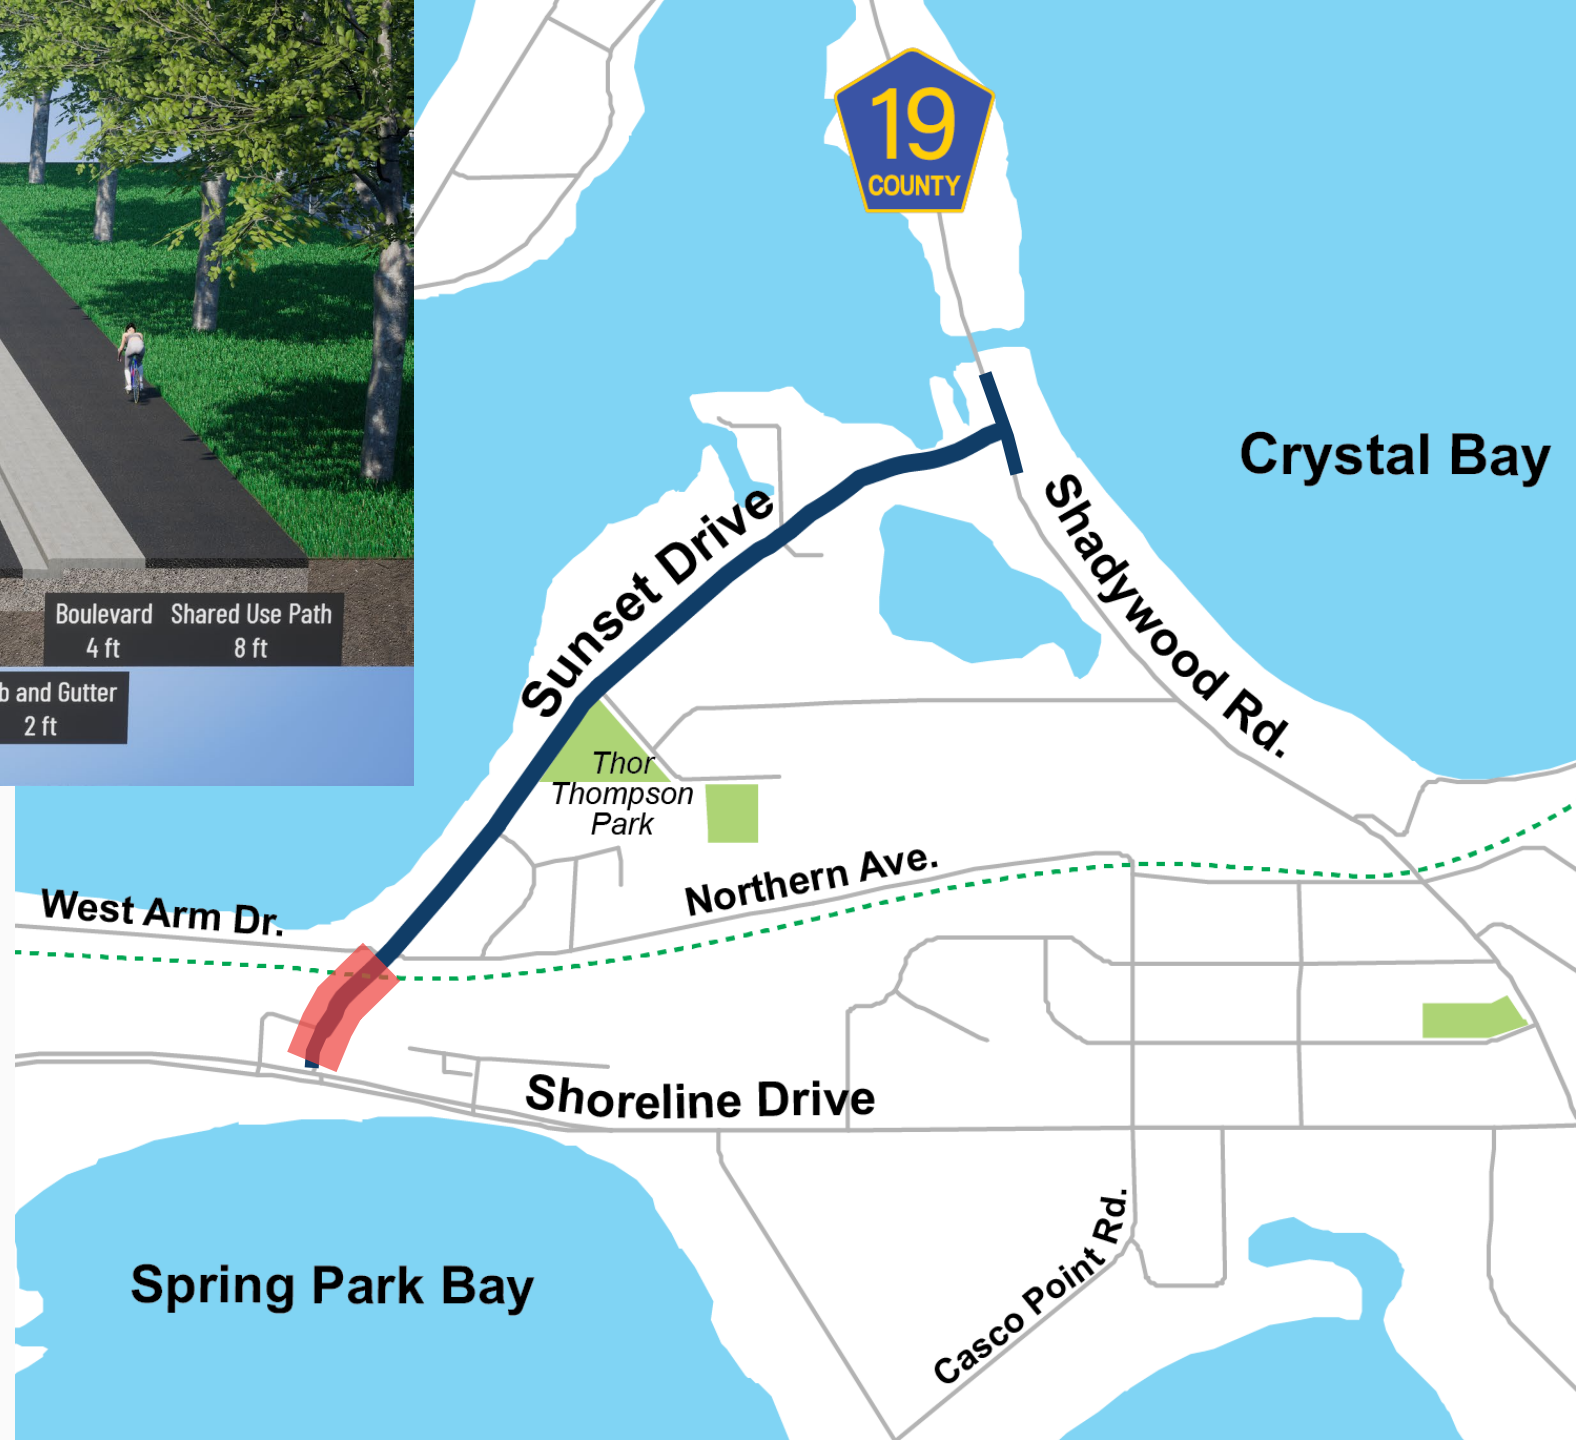 19
COUNTY
Crystal Bay
Sunset Drive
Shadywood Rd.
Boulevard
4 ft
Shared Use Path
8 ft
b and Gutter
2 ft
Thor
Thompson
Park
Northern Ave.
West Arm Dr.
Shoreline Drive
Casco Point Rd.
Spring Park Bay